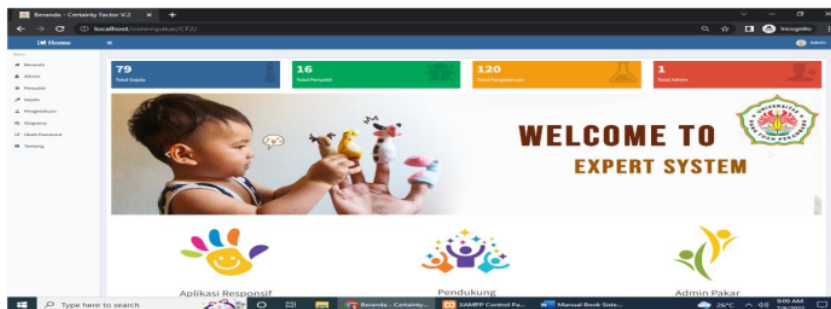 Beranda - Certainty Factor V.2
localhost/sistempakar/CF2/
Incognito
Home
Admin
Menu
Beranda
Admin
Penyakit
Gejala
Pengetahuan
Diagnosa
Ubah Password
Tentang
79
Total Gejala
16
Total Penyakit
120
Total Pengetahuan
1
Total Admin
WELCOME TO
EXPERT SYSTEM
UNIVERSITAS
Aplikasi Responsif
Pendukung
Admin Pakar
Type here to search
Beranda - Certainty...
XAMPP Control Pa...
Manual Book Siste...
26°C
9:09 AM